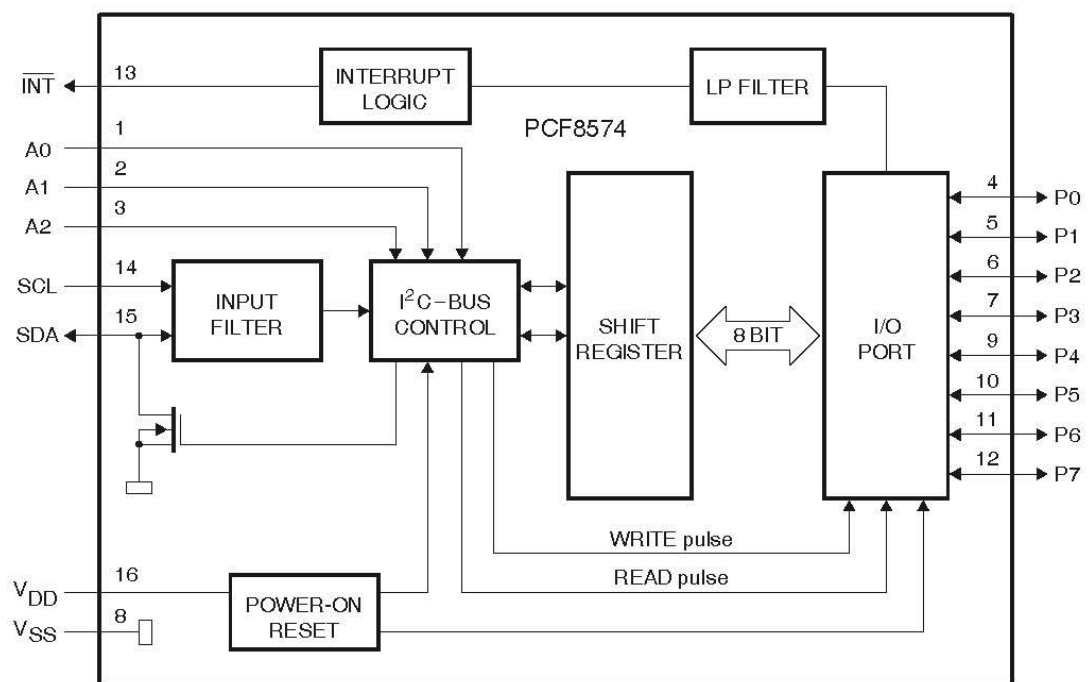 INT
13
INTERRUPT
LOGIC
LP FILTER
PCF8574
A0
1
A1
2
A2
3
SCL
14
SDA
15
INPUT
FILTER
I²C–BUS
CONTROL
SHIFT
REGISTER
8 BIT
I/O
PORT
4
P0
5
P1
6
P2
7
P3
9
P4
10
P5
11
P6
12
P7
WRITE pulse
READ pulse
VDD
16
VSS
8
POWER-ON
RESET